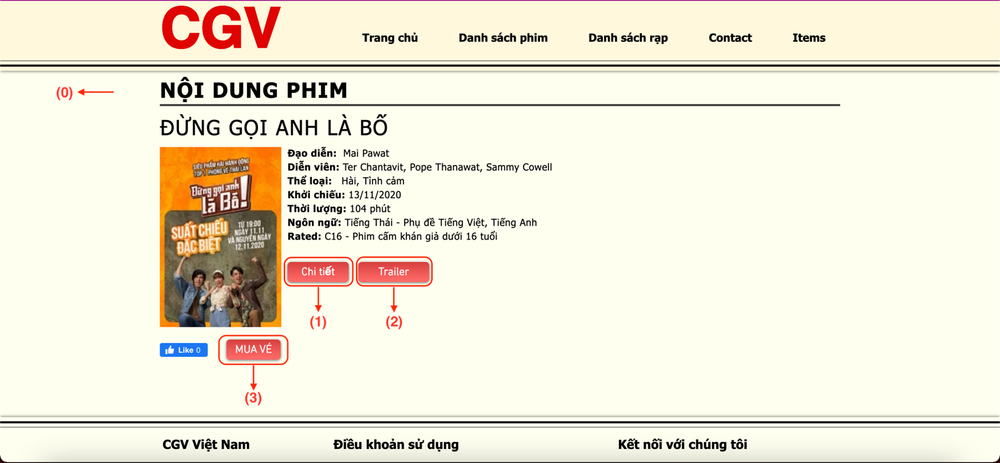 CGV
Trang chủ Danh sách phim Danh sách rạp Contact Items
(0)
NỘI DUNG PHIM
ĐỪNG GỌI ANH LÀ BỐ
SIÊU PHẨM HÀI HÀNH ĐỘNG
TOP 1 PHÒNG VÉ THÁI LAN
Đừng gọi anh
là Bố!
SUẤT CHIẾU
ĐẶC BIỆT
TỪ 19:00
NGÀY 11.11
VÀ NGUYÊN NGÀY
12.11.2020
Đạo diễn: Mai Pawat
Diễn viên: Ter Chantavit, Pope Thanawat, Sammy Cowell
Thể loại: Hài, Tình cảm
Khởi chiếu: 13/11/2020
Thời lượng: 104 phút
Ngôn ngữ: Tiếng Thái - Phụ đề Tiếng Việt, Tiếng Anh
Rated: C16 - Phim cấm khán giả dưới 16 tuổi
Chi tiết Trailer
(1) (2)
Like 0 MUA VÉ
(3)
CGV Việt Nam Điều khoản sử dụng Kết nối với chúng tôi